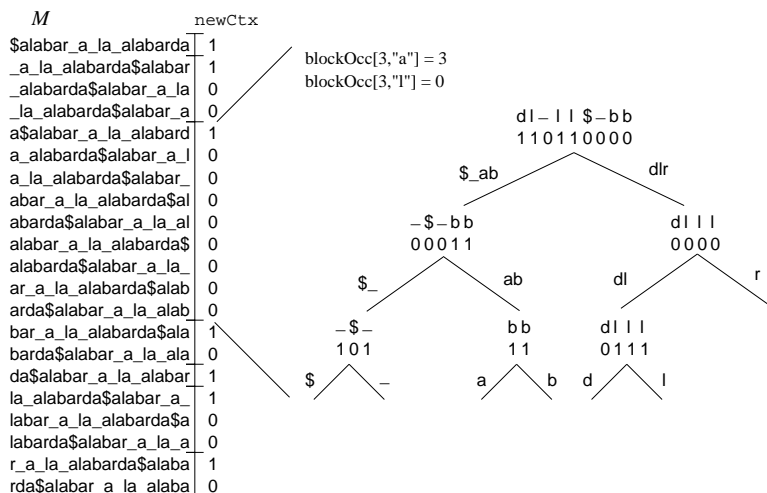 M newCtx
$alabar_a_la_alabarda 1
_a_la_alabarda$alabar 1
_alabarda$alabar_a_la 0
_la_alabarda$alabar_a 0
a$alabar_a_la_alabard 1
a_alabarda$alabar_a_l 0
a_la_alabarda$alabar_ 0
abar_a_la_alabarda$al 0
abarda$alabar_a_la_al 0
alabar_a_la_alabarda$ 0
alabarda$alabar_a_la_ 0
ar_a_la_alabarda$alab 0
arda$alabar_a_la_alab 0
bar_a_la_alabarda$ala 1
barda$alabar_a_la_ala 0
da$alabar_a_la_alabar 1
la_alabarda$alabar_a_ 1
labar_a_la_alabarda$a 0
labarda$alabar_a_la_a 0
r_a_la_alabarda$alaba 1
rda$alabar_a_la_alaba 0
blockOcc[3,"a"] = 3
blockOcc[3,"l"] = 0
d l – l l $ – b b
1 1 0 1 1 0 0 0 0
$_ab dlr
– $ – b b d l l l
0 0 0 1 1 0 0 0 0
$_ ab dl r
– $ – b b d l l l
1 0 1 1 1 0 1 1 1
$ – a b d l